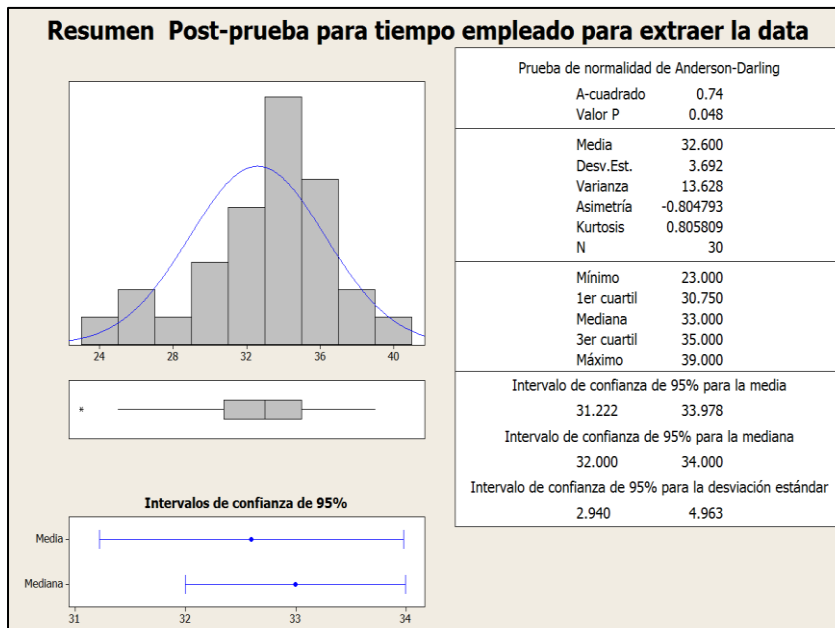 Resumen Post-prueba para tiempo empleado para extraer la data
24 28 32 36 40
*
Intervalos de confianza de 95%
Media
Mediana
31 32 33 34
Prueba de normalidad de Anderson-Darling
A-cuadrado 0.74
Valor P 0.048
Media 32.600
Desv.Est. 3.692
Varianza 13.628
Asimetría -0.804793
Kurtosis 0.805809
N 30
Mínimo 23.000
1er cuartil 30.750
Mediana 33.000
3er cuartil 35.000
Máximo 39.000
Intervalo de confianza de 95% para la media
31.222 33.978
Intervalo de confianza de 95% para la mediana
32.000 34.000
Intervalo de confianza de 95% para la desviación estándar
2.940 4.963